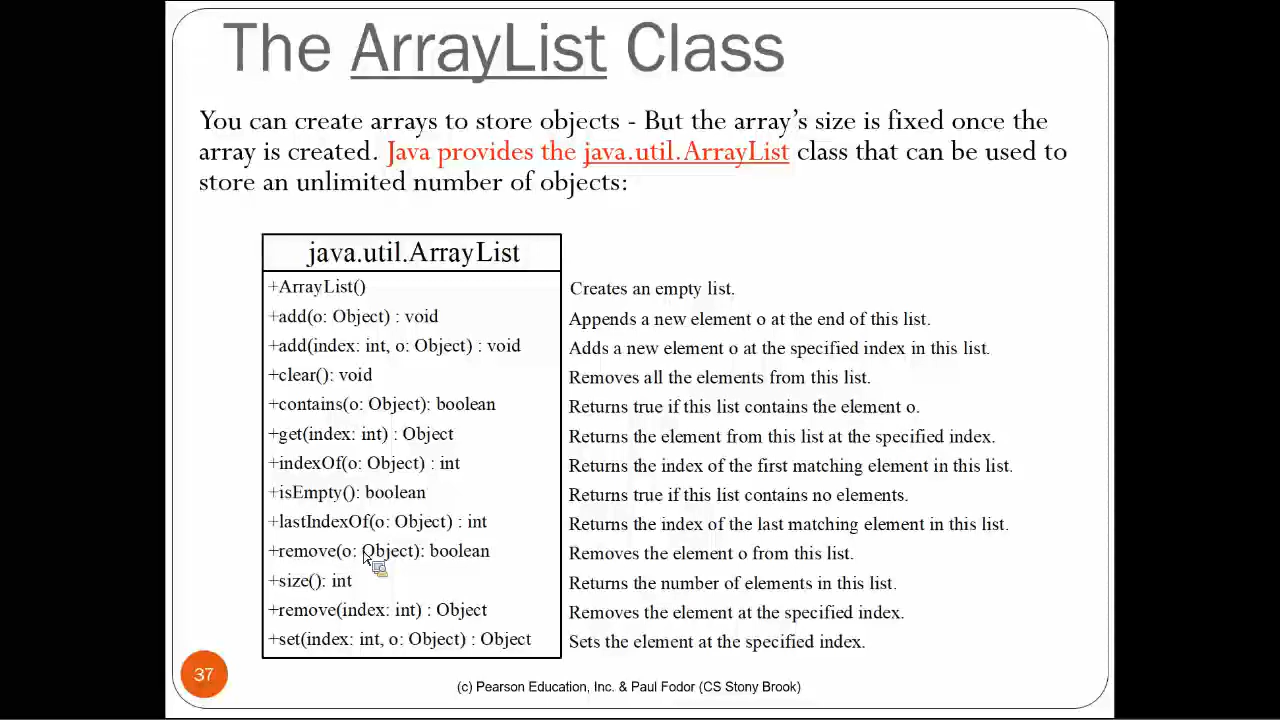 The ArrayList Class
You can create arrays to store objects - But the array's size is fixed once the
array is created. Java provides the java.util.ArrayList class that can be used to
store an unlimited number of objects:
java.util.ArrayList
+ArrayList()
Creates an empty list.
+add(o: Object) : void
Appends a new element o at the end of this list.
+add(index: int, o: Object) : void
Adds a new element o at the specified index in this list.
+clear(): void
Removes all the elements from this list.
+contains(o: Object): boolean
Returns true if this list contains the element o.
+get(index: int) : Object
Returns the element from this list at the specified index.
+indexOf(o: Object) : int
Returns the index of the first matching element in this list.
+isEmpty(): boolean
Returns true if this list contains no elements.
+lastIndexOf(o: Object) : int
Returns the index of the last matching element in this list.
+remove(o: Object): boolean
Removes the element o from this list.
+size(): int
Returns the number of elements in this list.
+remove(index: int) : Object
Removes the element at the specified index.
+set(index: int, o: Object) : Object
Sets the element at the specified index.
37
(c) Pearson Education, Inc. & Paul Fodor (CS Stony Brook)